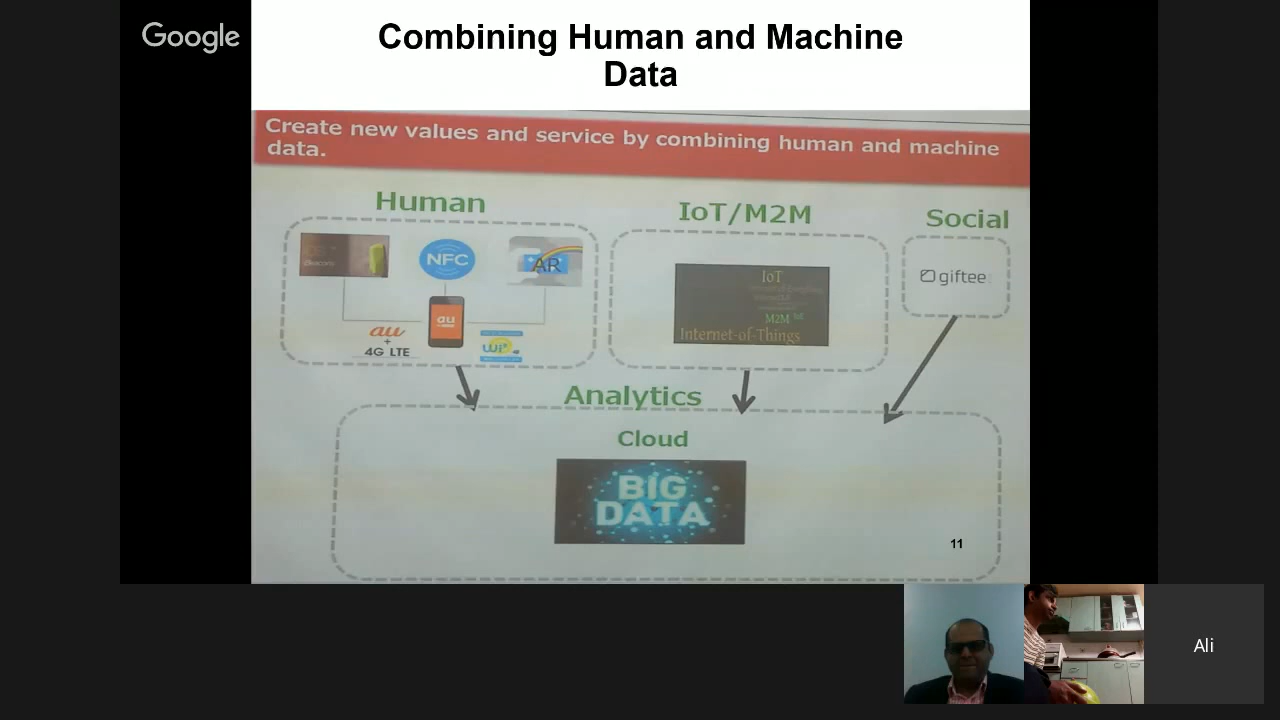 Google
Combining Human and Machine
Data
Create new values and service by combining human and machine
data.
Human
IoT/M2M
Social
NFC
AR
au
au
+
4G LTE
Wi
IoT
M2M
Internet-of-Things
giftee
Analytics
Cloud
BIG
DATA
11
Ali